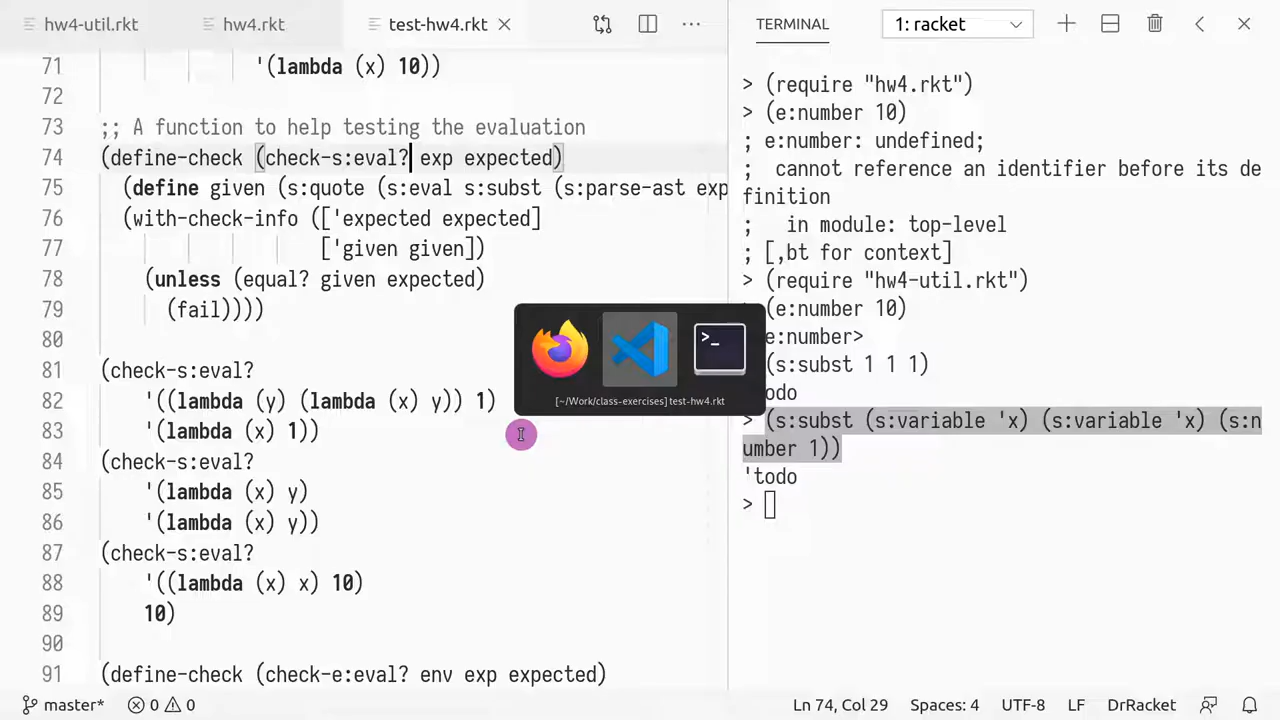 hw4-util.rkt
hw4.rkt
test-hw4.rkt
TERMINAL
1: racket
71 '(lambda (x) 10))
72
73 ;; A function to help testing the evaluation
74 (define-check (check-s:eval? exp expected)
75 (define given (s:quote (s:eval s:subst (s:parse-ast exp
76 (with-check-info (['expected expected]
77 ['given given])
78 (unless (equal? given expected)
79 (fail))))
80
81 (check-s:eval?
82 '((lambda (y) (lambda (x) y)) 1)
83 '(lambda (x) 1))
84 (check-s:eval?
85 '(lambda (x) y)
86 '(lambda (x) y))
87 (check-s:eval?
88 '((lambda (x) x) 10)
89 10)
90
91 (define-check (check-e:eval? env exp expected)
> (require "hw4.rkt")
> (e:number 10)
; e:number: undefined;
;  cannot reference an identifier before its de
finition
;   in module: top-level
; [,bt for context]
> (require "hw4-util.rkt")
(e:number 10)
e:number>
(s:subst 1 1 1)
odo
> (s:subst (s:variable 'x) (s:variable 'x) (s:n
umber 1))
'todo
>
>_
[~/Work/class-exercises] test-hw4.rkt
master*
0
0
Ln 74, Col 29
Spaces: 4
UTF-8
LF
DrRacket